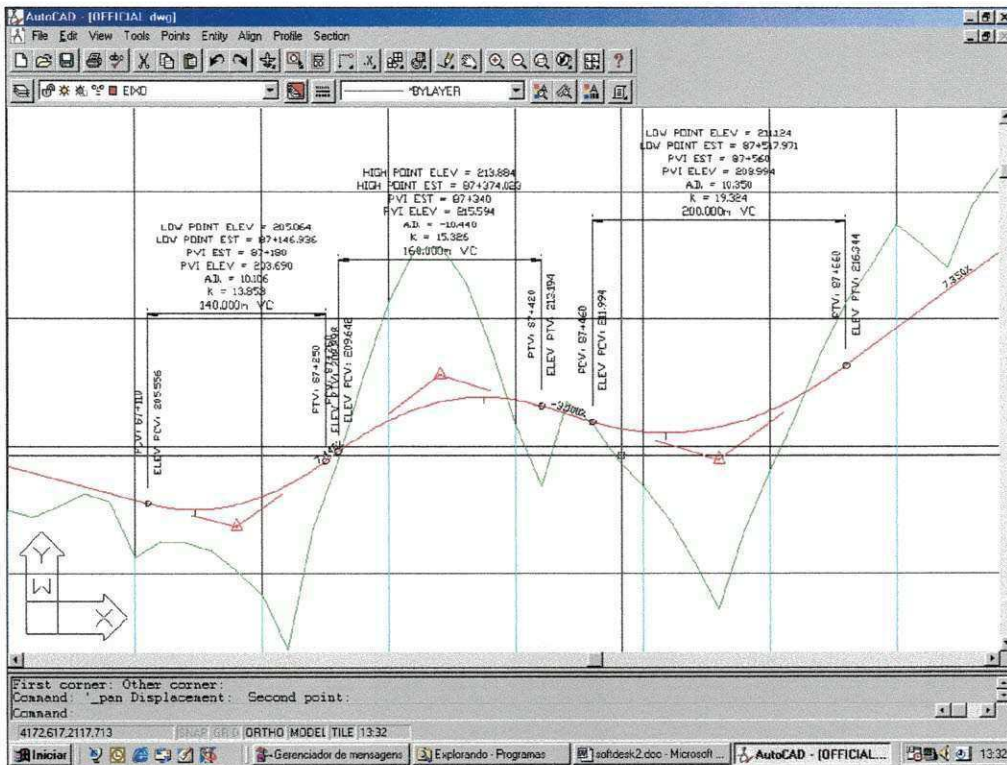 AutoCAD - [OFFICIAL.dwg]
File Edit View Tools Points Entity Align Profile Section
EIXO
BYLAYER
LOW POINT ELEV = 205.064
LOW POINT EST = 87+146.936
PVI EST = 87+180
PVI ELEV = 203.690
A.D. = 10.106
K = 13.853
140.000m VC
HIGH POINT ELEV = 213.884
HIGH POINT EST = 87+374.023
PVI EST = 87+340
PVI ELEV = 215.594
A.D. = -10.440
K = 15.326
160.000m VC
LOW POINT ELEV = 211.124
LOW POINT EST = 87+517.971
PVI EST = 87+560
PVI ELEV = 208.994
A.D. = 10.350
K = 19.324
200.000m VC
PCV: 87+110
ELEV PCV: 205.556
PTV: 87+250
ELEV PCV: 209.648
PTV: 87+420
ELEV PTV: 213.194
PCV: 87+460
ELEV PCV: 211.994
PTV: 87+660
ELEV PTV: 216.344
7.350%
Y
W
X
First corner: Other corner:
Command: '_pan Displacement: Second point:
Command:
4172.617,2117.713 SNAP GRID ORTHO MODEL TILE 13:32
Iniciar Gerenciador de mensagens Explorando - Programas softdesk2.doc - Microsoft ... AutoCAD - [OFFICIAL... 13:32